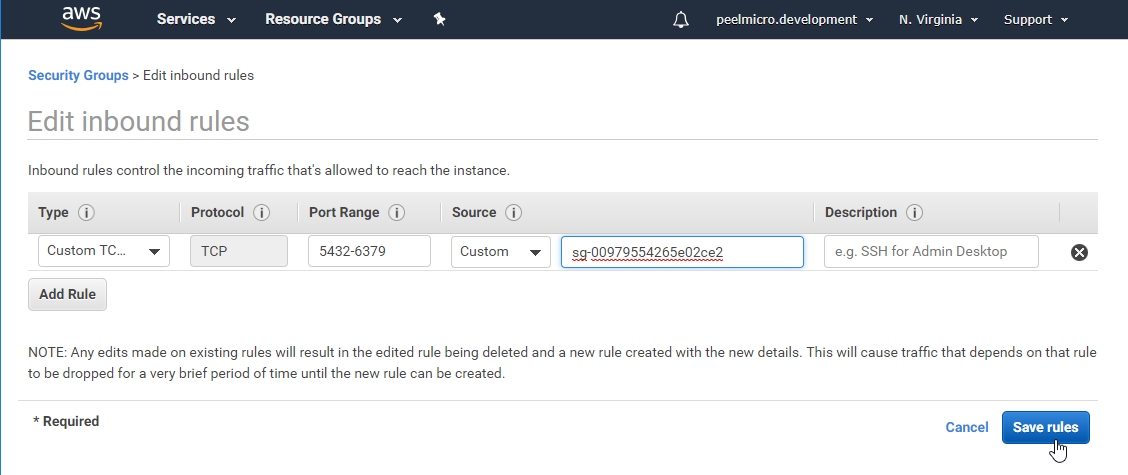 aws Services Resource Groups peelmicro.development N. Virginia Support
Security Groups > Edit inbound rules
Edit inbound rules
Inbound rules control the incoming traffic that's allowed to reach the instance.
Type i Protocol i Port Range i Source i Description i
Custom TC... TCP 5432-6379 Custom sg-00979554265e02ce2 e.g. SSH for Admin Desktop
Add Rule
NOTE: Any edits made on existing rules will result in the edited rule being deleted and a new rule created with the new details. This will cause traffic that depends on that rule
to be dropped for a very brief period of time until the new rule can be created.
* Required
Cancel Save rules